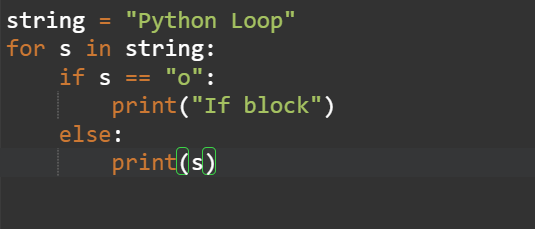 string = "Python Loop"
for s in string:
    if s == "o":
        print("If block")
    else:
        print(s)